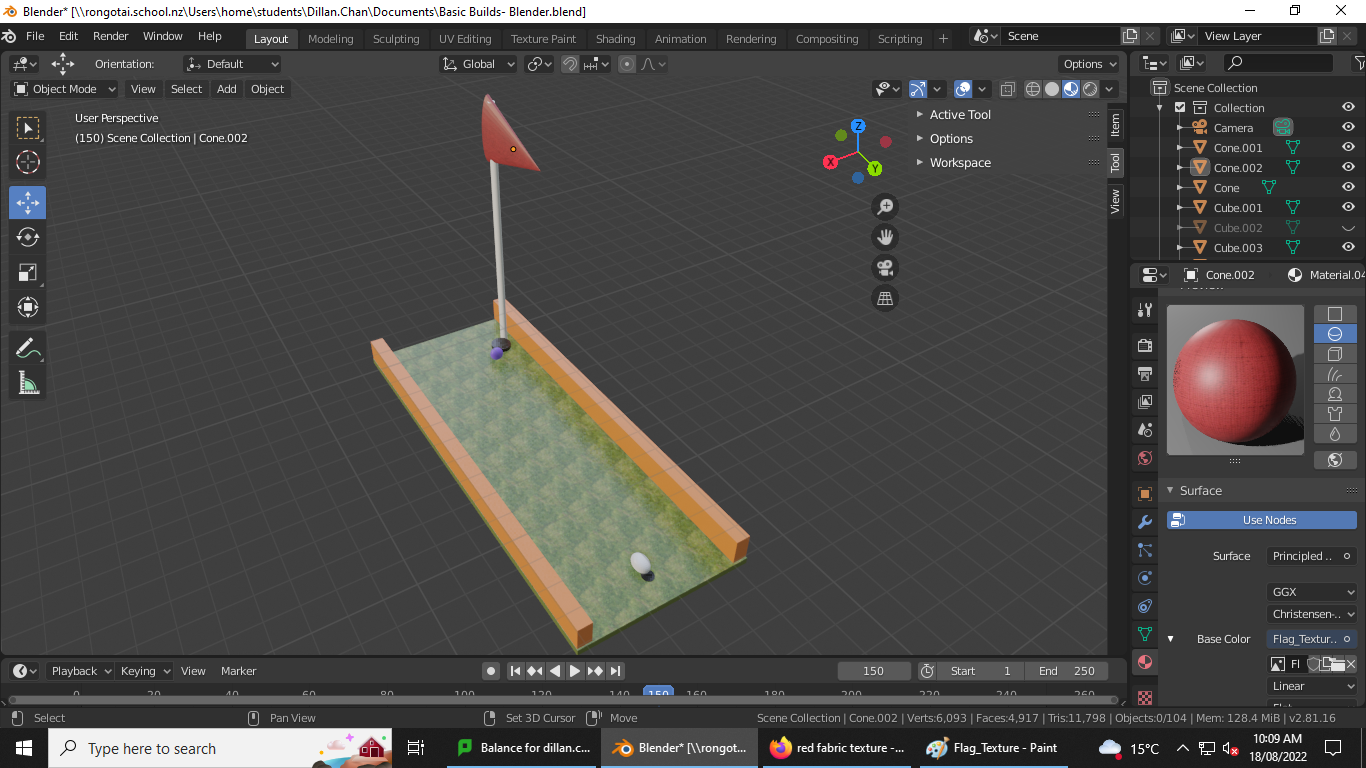 Blender* [\\rongotai.school.nz\Users\home\students\Dillan.Chan\Documents\Basic Builds- Blender.blend]
File Edit Render Window Help Layout Modeling Sculpting UV Editing Texture Paint Shading Animation Rendering Compositing Scripting + Scene View Layer
Orientation: Default Global Options
Object Mode View Select Add Object
User Perspective
(150) Scene Collection | Cone.002
Z
X
Y
Active Tool
Options
Workspace
Item
Tool
View
Scene Collection
Collection
Camera
Cone.001
Cone.002
Cone
Cube.001
Cube.002
Cube.003
Cone.002 Material.04
Surface
Use Nodes
Surface Principled ..
GGX
Christensen-..
Base Color Flag_Textur..
Fl
Linear
Playback Keying View Marker 150 Start 1 End 250
0 20 40 60 80 100 120 140 150 160 180 200 220 240 260
Select Pan View Set 3D Cursor Move Scene Collection | Cone.002 | Verts:6,093 | Faces:4,917 | Tris:11,798 | Objects:0/104 | Mem: 128.4 MiB | v2.81.16
Type here to search Balance for dillan.c... Blender* [\\rongot... red fabric texture -... Flag_Texture - Paint 15°C 10:09 AM
18/08/2022